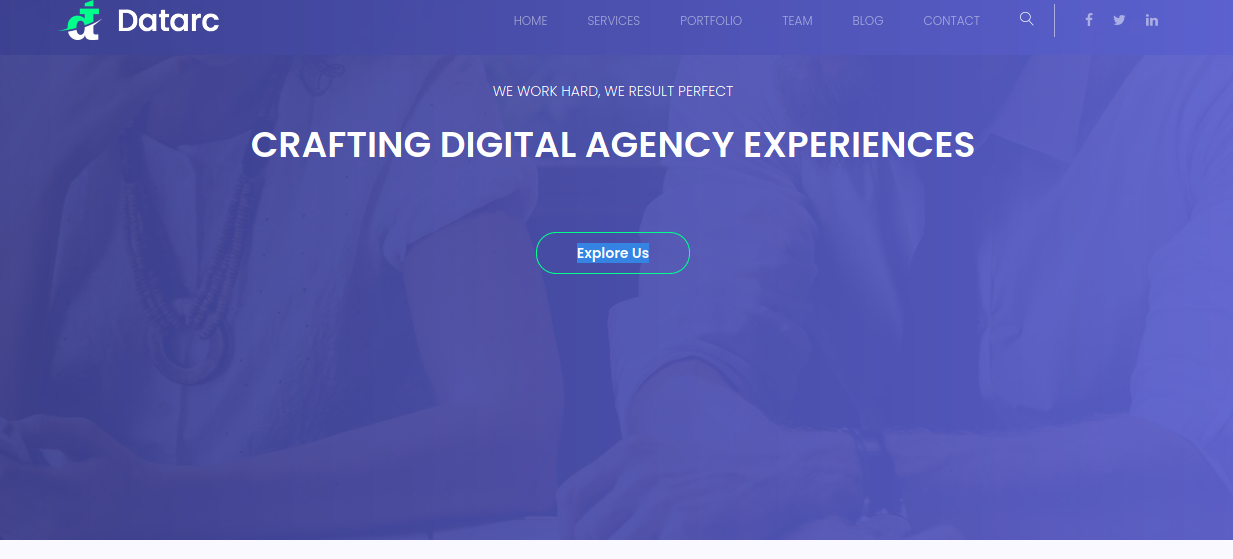 Datarc
HOME SERVICES PORTFOLIO TEAM BLOG CONTACT
WE WORK HARD, WE RESULT PERFECT
CRAFTING DIGITAL AGENCY EXPERIENCES
Explore Us